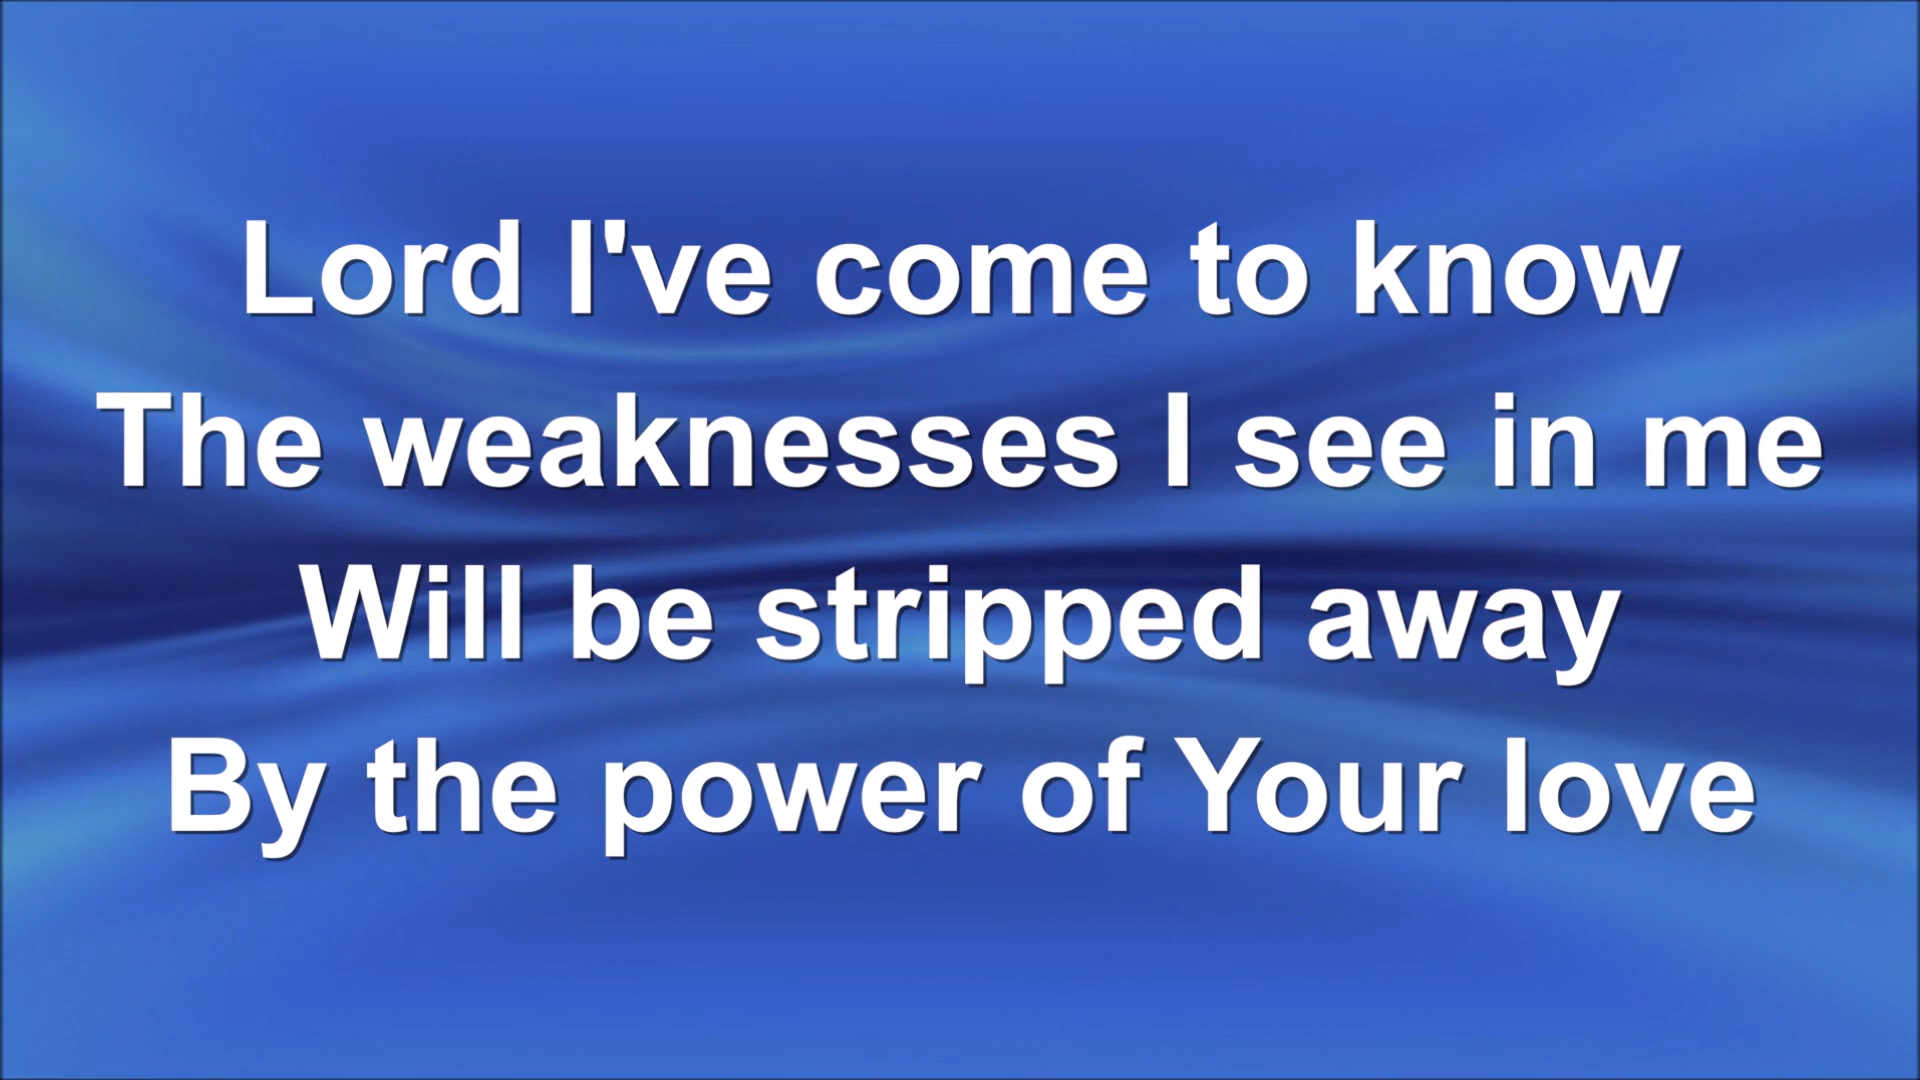 Lord I've come to know
The weaknesses I see in me
Will be stripped away
By the power of Your love